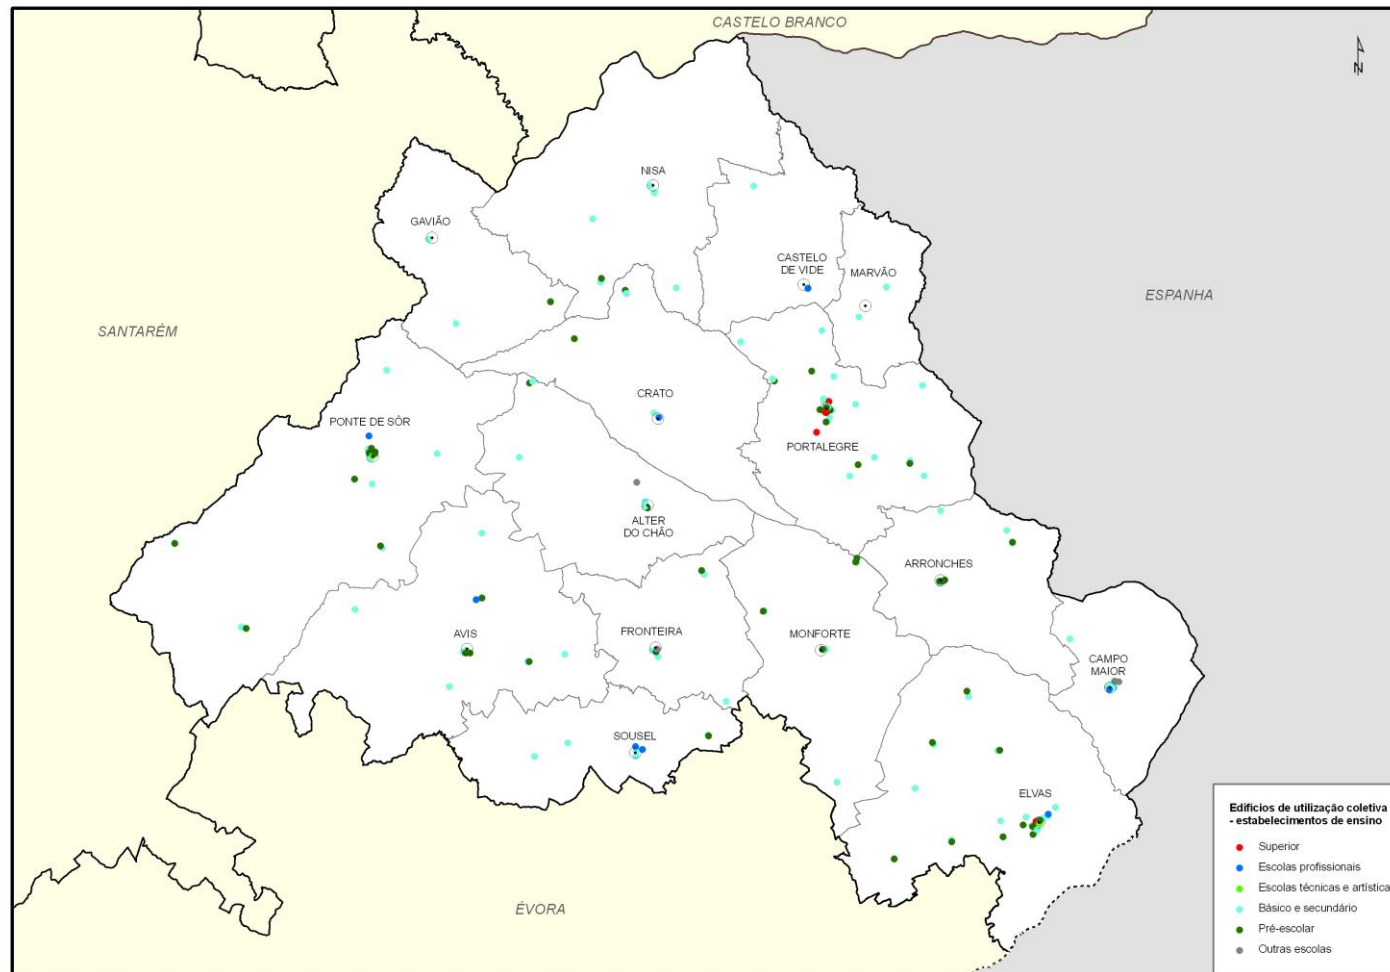 CASTELO BRANCO
N
NISA
GAVIÃO
CASTELO
DE VIDE
MARVÃO
ESPANHA
SANTARÉM
CRATO
PONTE DE SÔR
PORTALEGRE
ALTER
DO CHÃO
ARRONCHES
AVIS
FRONTEIRA
MONFORTE
CAMPO
MAIOR
SOUSEL
ELVAS
ÉVORA
Edifícios de utilização coletiva
- estabelecimentos de ensino
Superior
Escolas profissionais
Escolas técnicas e artística
Básico e secundário
Pré-escolar
Outras escolas